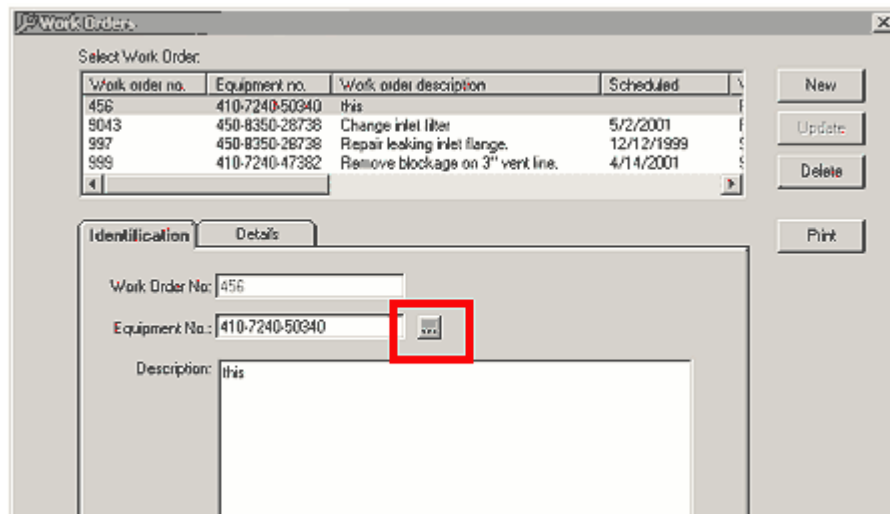 Work Orders
Select Work Order:
Work order no. Equipment no. Work order description Scheduled
456 410-7240-50340 this
9043 450-8350-28738 Change inlet filter 5/2/2001
997 450-8350-28738 Repair leaking inlet flange. 12/12/1999
999 410-7240-47382 Remove blockage on 3" vent line. 4/14/2001
New
Update
Delete
Print
Identification Details
Work Order No: 456
Equipment No.: 410-7240-50340 ...
Description: this